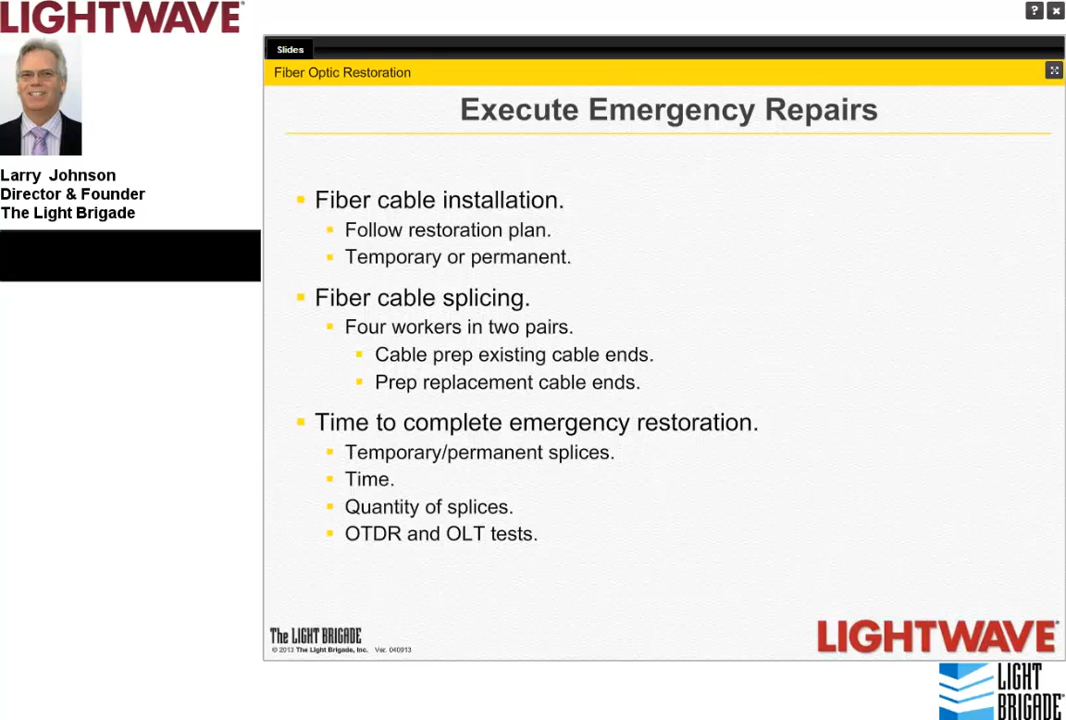 LIGHTWAVE
Larry Johnson
Director & Founder
The Light Brigade
? ×
Slides
Fiber Optic Restoration
Execute Emergency Repairs
Fiber cable installation.
Follow restoration plan.
Temporary or permanent.
Fiber cable splicing.
Four workers in two pairs.
Cable prep existing cable ends.
Prep replacement cable ends.
Time to complete emergency restoration.
Temporary/permanent splices.
Time.
Quantity of splices.
OTDR and OLT tests.
The LIGHT BRIGADE
© 2013 The Light Brigade, Inc. Ver. 040913
LIGHTWAVE
LIGHT
BRIGADE